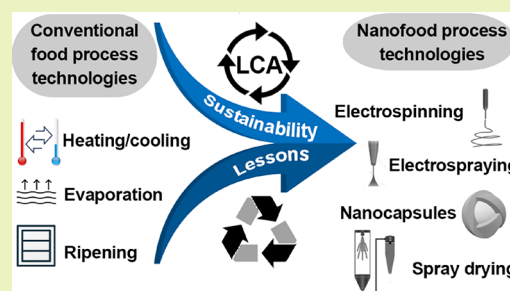 Conventional
food process
technologies
Heating/cooling
Evaporation
Ripening
LCA
Sustainability
Lessons
Nanofood process
technologies
Electrospinning
Electrospraying
Nanocapsules
Spray drying